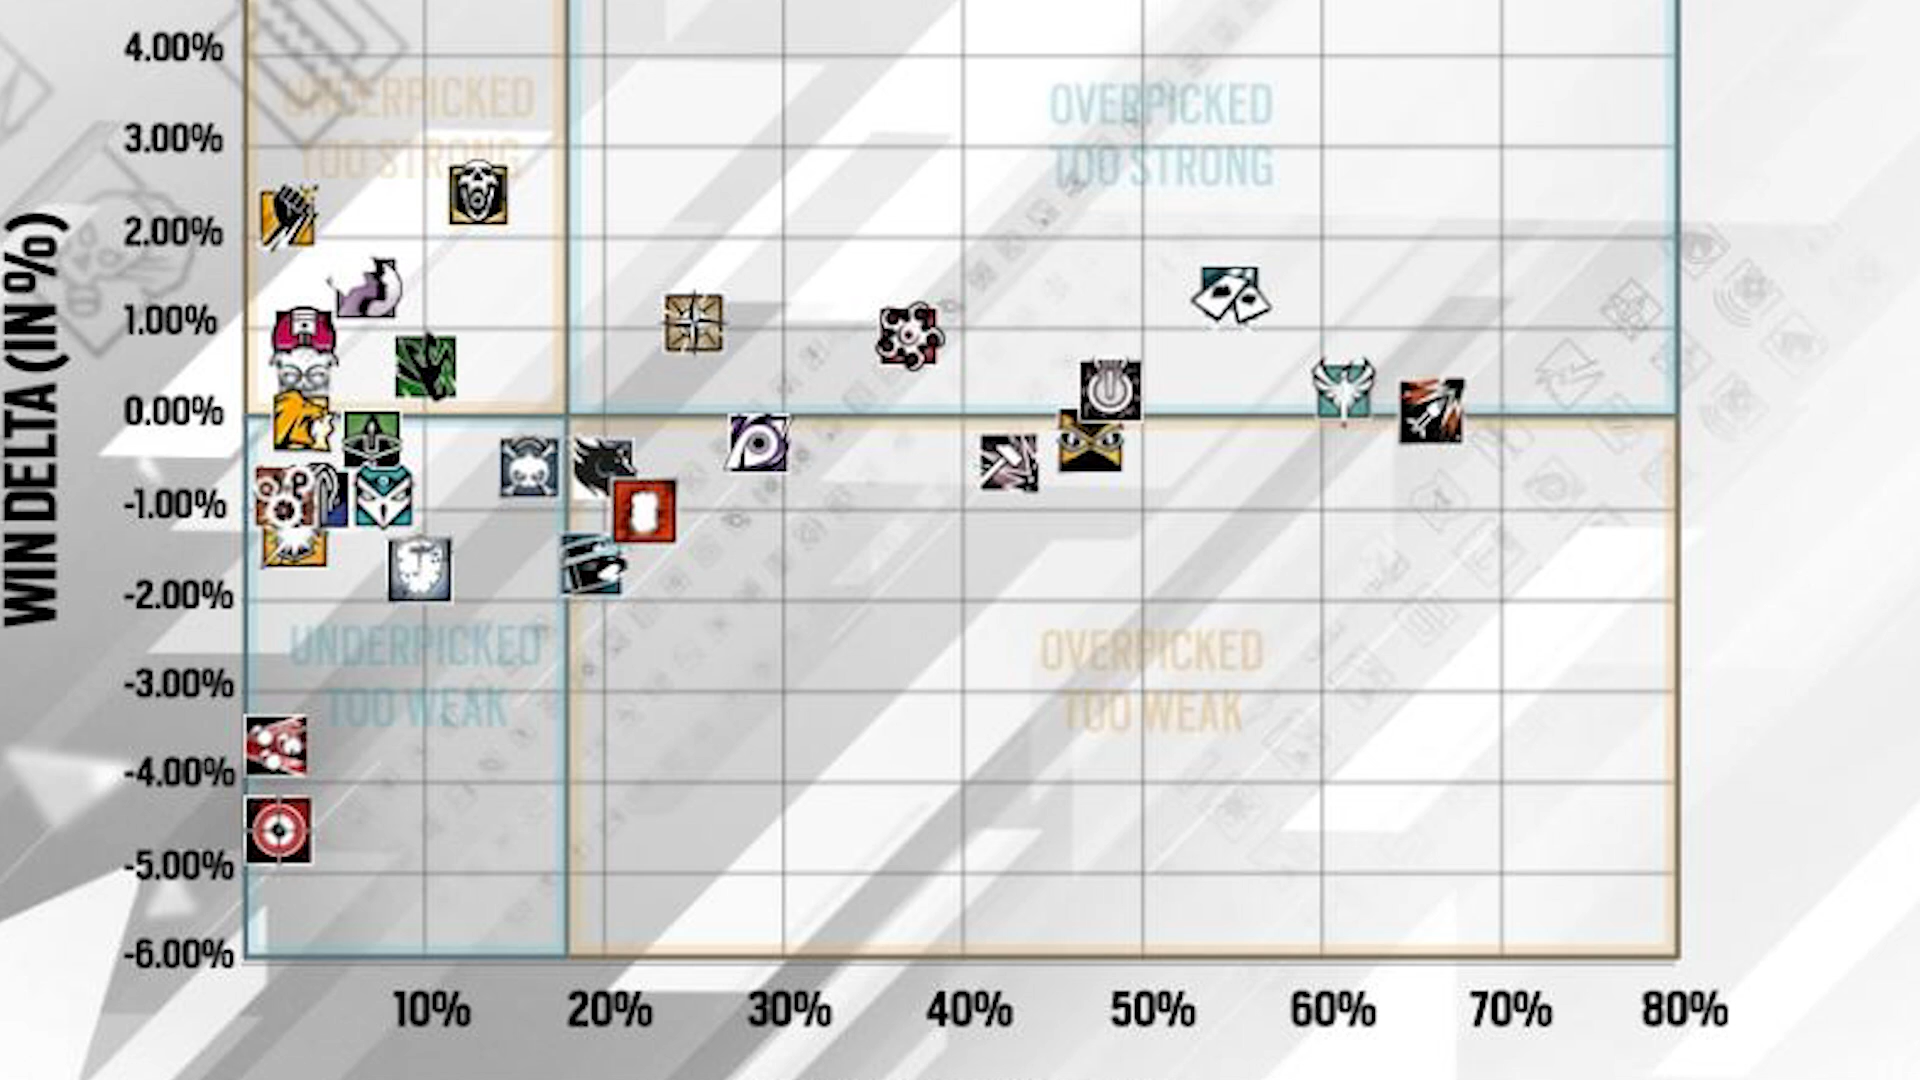 4.00%
3.00%
2.00%
1.00%
0.00%
-1.00%
-2.00%
-3.00%
-4.00%
-5.00%
-6.00%
WIN DELTA (IN %)
UNDERPICKED
TOO STRONG
OVERPICKED
TOO STRONG
UNDERPICKED
TOO WEAK
OVERPICKED
TOO WEAK
10%
20%
30%
40%
50%
60%
70%
80%